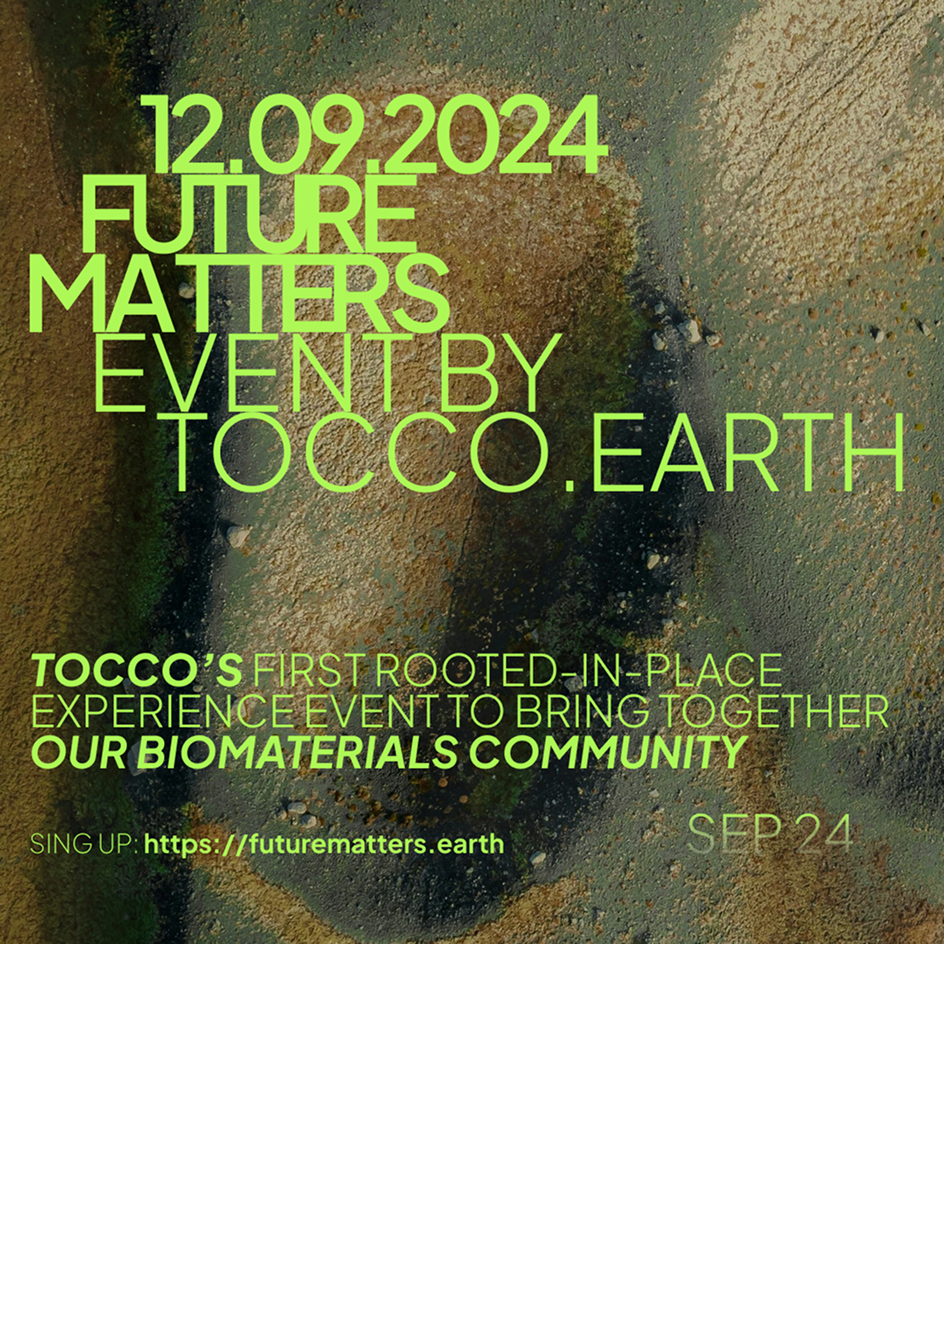 12.09.2024
FUTURE
MATTERS
EVENT BY
TOCCO.EARTH
TOCCO’S FIRST ROOTED-IN-PLACE
EXPERIENCE EVENT TO BRING TOGETHER
OUR BIOMATERIALS COMMUNITY
SING UP: https://futurematters.earth
SEP 24